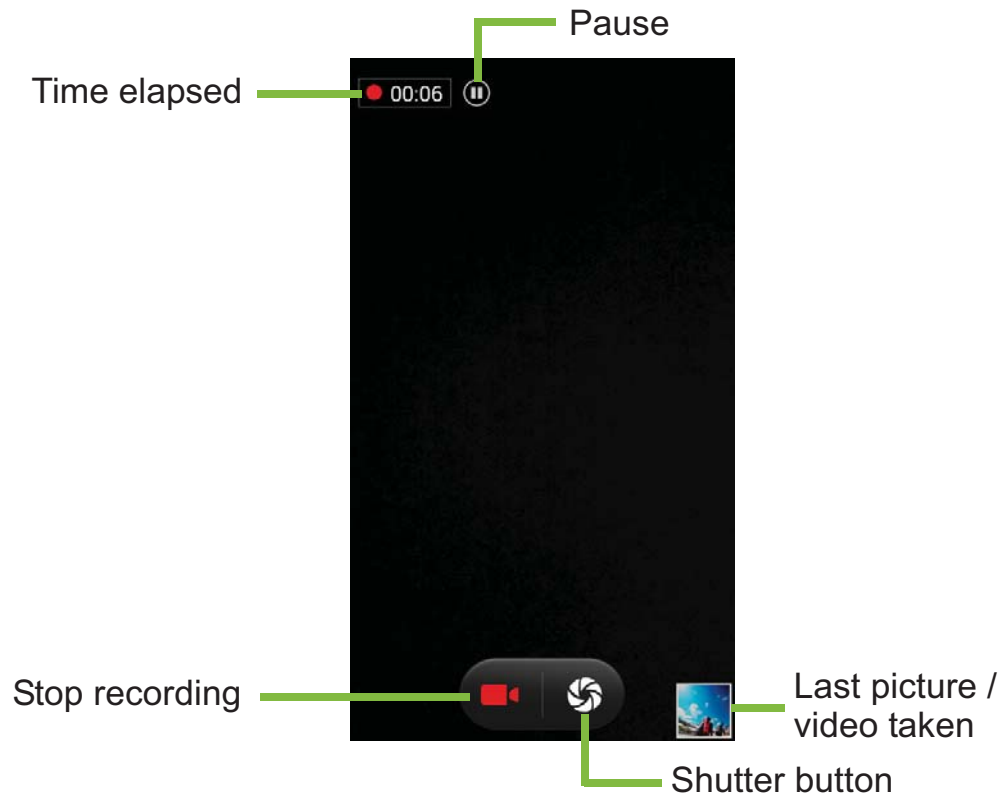 Pause
Time elapsed
00:06
Stop recording
Last picture /
video taken
Shutter button